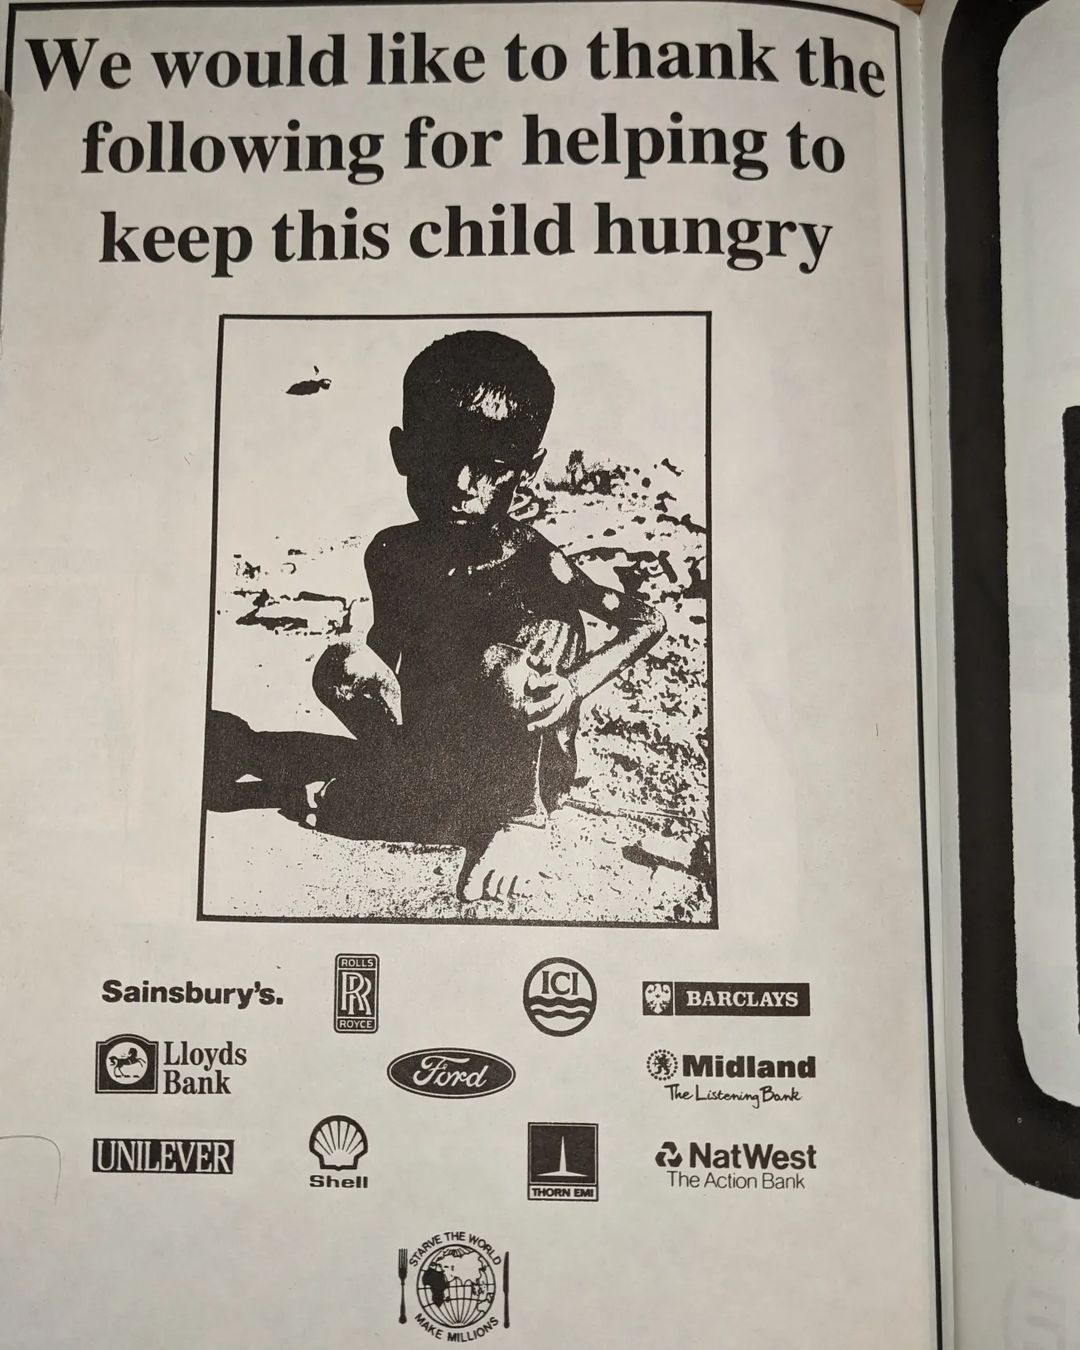 We would like to thank the
following for helping to
keep this child hungry
Sainsbury's.
ROLLS
RR
ROYCE
ICI
BARCLAYS
Lloyds
Bank
Ford
Midland
The Listening Bank
UNILEVER
Shell
THORN EMI
NatWest
The Action Bank
STARVE THE WORLD
MAKE MILLIONS